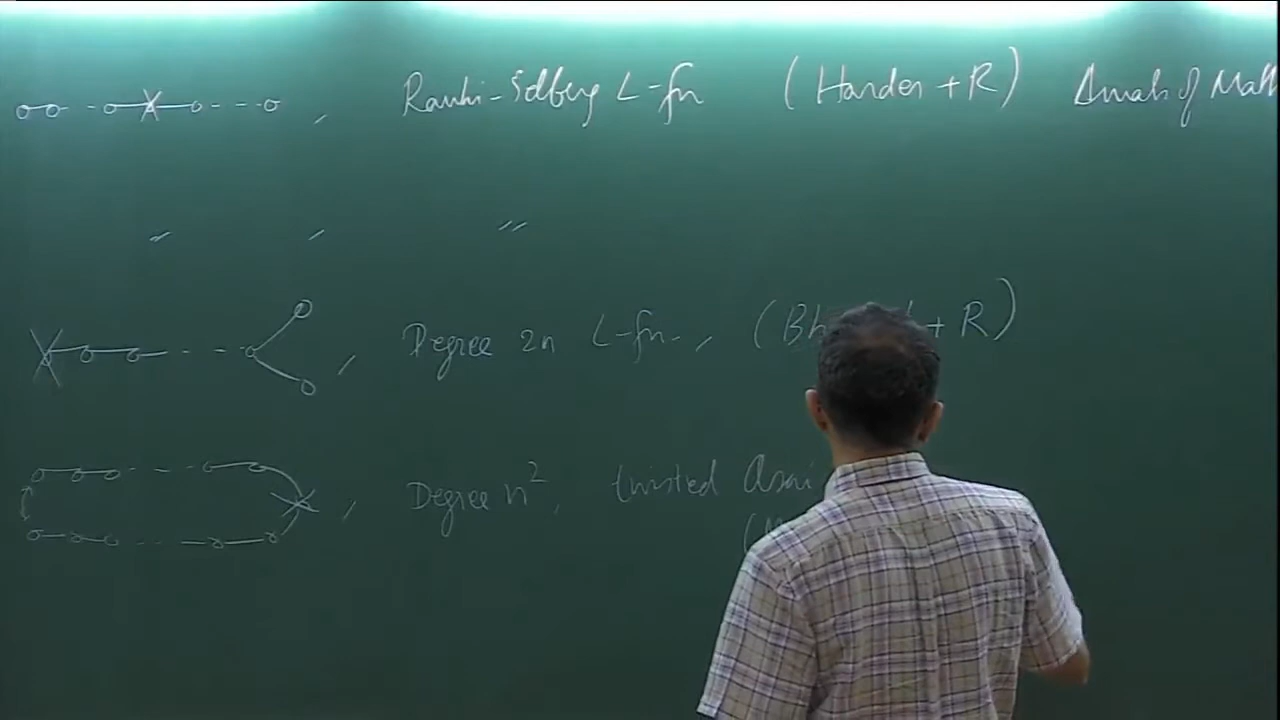 , Rankin-Selberg L-fn (Harder + R) Annals of Math
〃 , 〃
, Degree 2n L-fn., (Bh + R)
, Degree n², twisted Asai
(